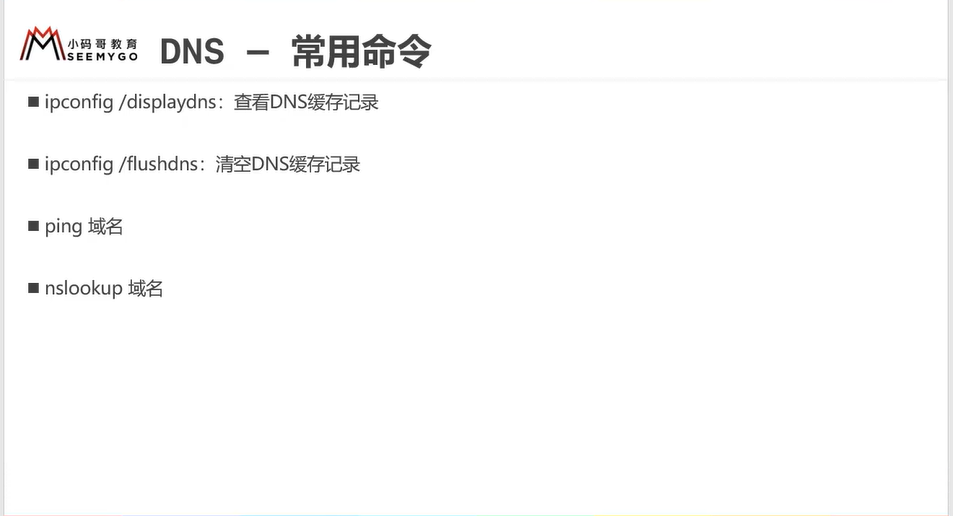 小码哥教育
SEEMYGO
DNS - 常用命令
■ ipconfig /displaydns：查看DNS缓存记录
■ ipconfig /flushdns：清空DNS缓存记录
■ ping 域名
■ nslookup 域名